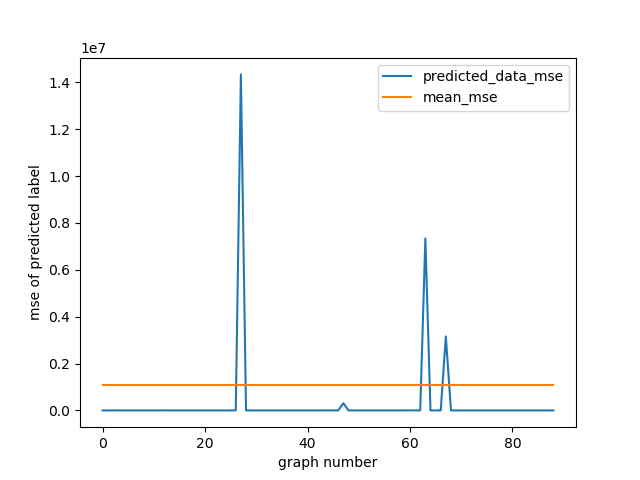 1e7
predicted_data_mse
mean_mse
1.4
1.2
1.0
0.8
0.6
0.4
0.2
0.0
mse of predicted label
0 20 40 60 80
graph number